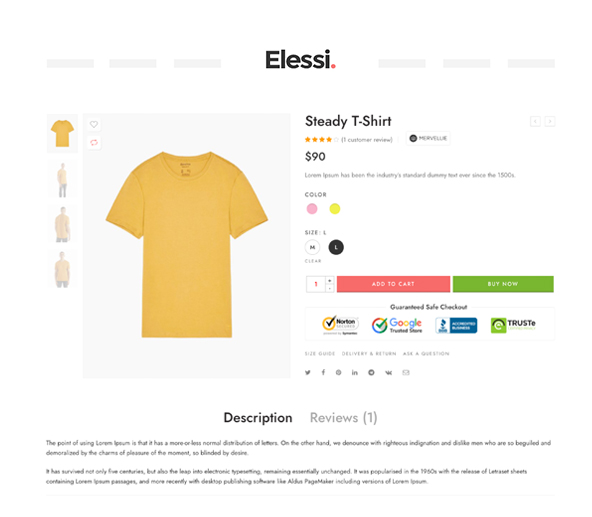 Elessi.
Steady T-Shirt
(1 customer review)
MERVELLIE
$90
Lorem Ipsum has been the industry's standard dummy text ever since the 1500s.
COLOR
SIZE: L
M L
CLEAR
1 + - ADD TO CART BUY NOW
Guaranteed Safe Checkout
Norton SECURED powered by Symantec Google Trusted Store BBB ACCREDITED BUSINESS TRUSTe
SIZE GUIDE DELIVERY & RETURN ASK A QUESTION
Description Reviews (1)
The point of using Lorem Ipsum is that it has a more-or-less normal distribution of letters. On the other hand, we denounce with righteous indignation and dislike men who are so beguiled and
demoralized by the charms of pleasure of the moment, so blinded by desire.
It has survived not only five centuries, but also the leap into electronic typesetting, remaining essentially unchanged. It was popularised in the 1960s with the release of Letraset sheets
containing Lorem Ipsum passages, and more recently with desktop publishing software like Aldus PageMaker including versions of Lorem Ipsum.